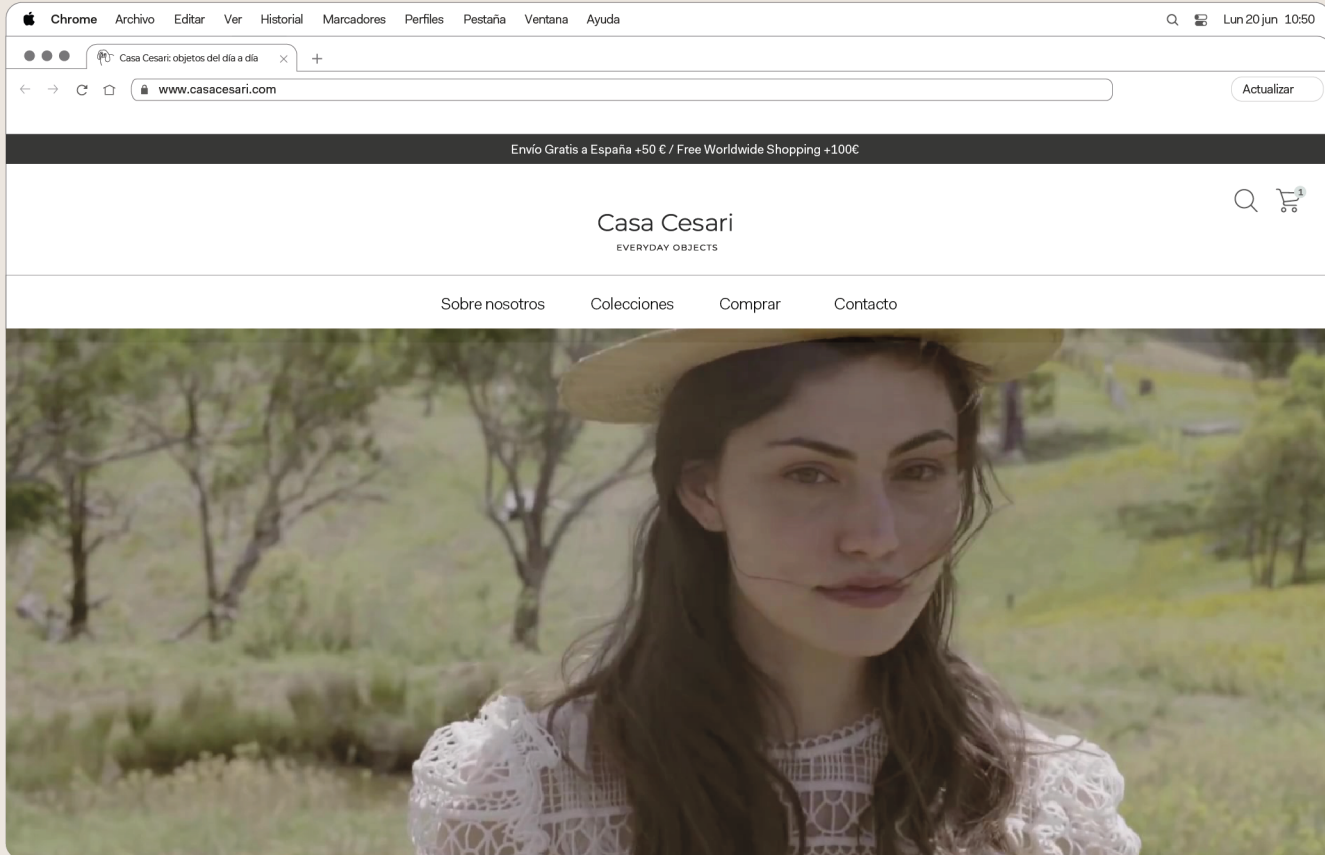 Chrome Archivo Editar Ver Historial Marcadores Perfiles Pestaña Ventana Ayuda Lun 20 jun 10:50
Casa Cesari: objetos del día a día
www.casacesari.com Actualizar
Envío Gratis a España +50 € / Free Worldwide Shopping +100€
1
Casa Cesari
EVERYDAY OBJECTS
Sobre nosotros Colecciones Comprar Contacto